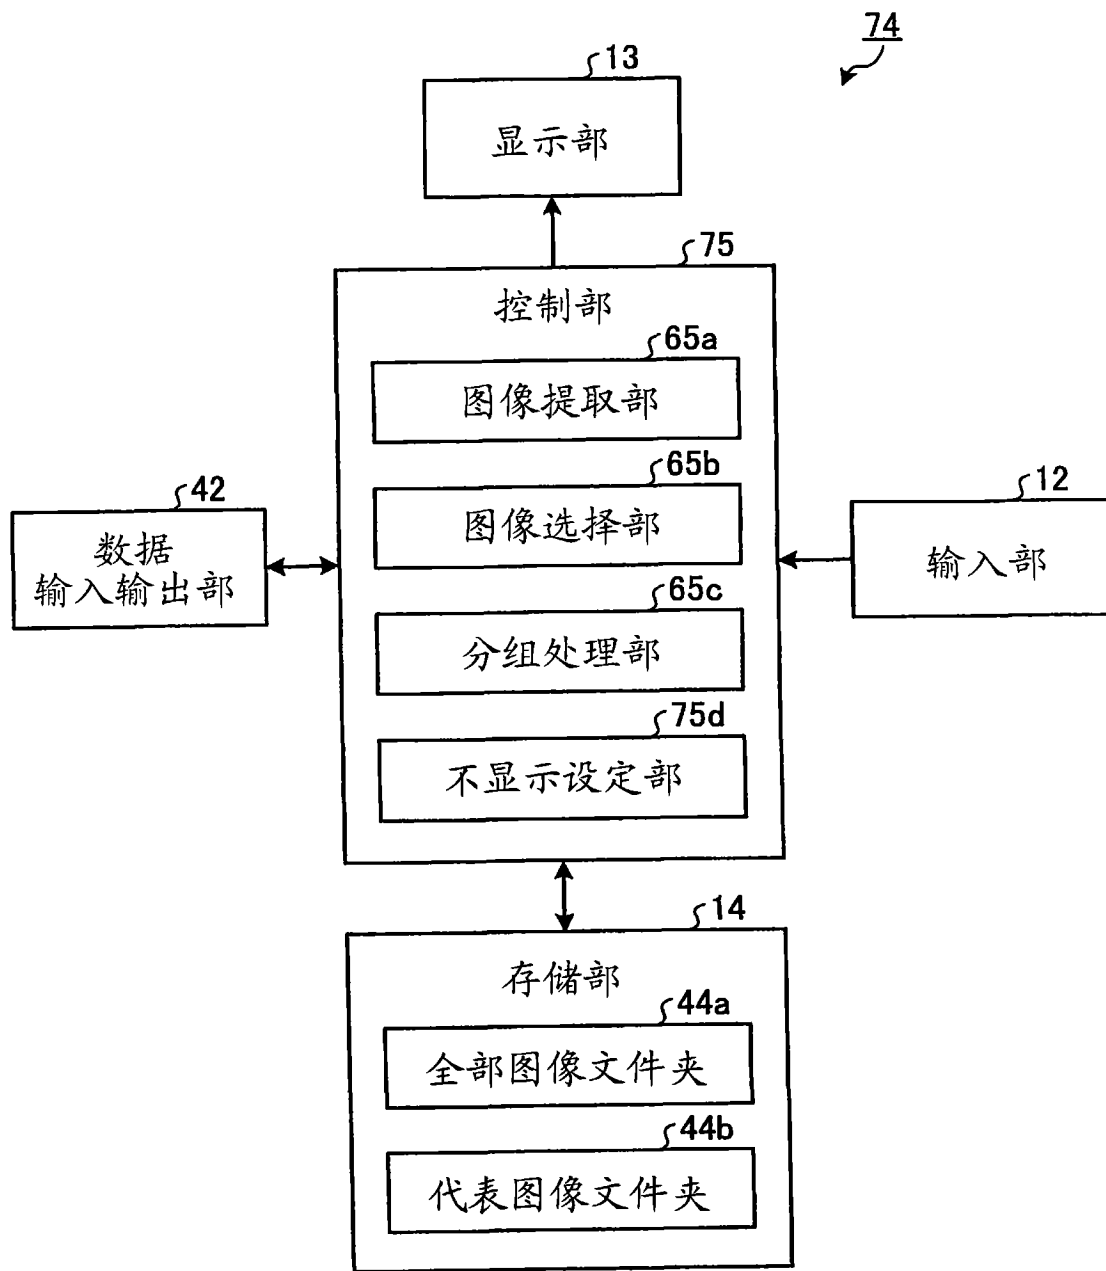 74
13
显示部
75
控制部
65a
图像提取部
65b
图像选择部
42
数据
输入输出部
12
输入部
65c
分组处理部
75d
不显示设定部
14
存储部
44a
全部图像文件夹
44b
代表图像文件夹